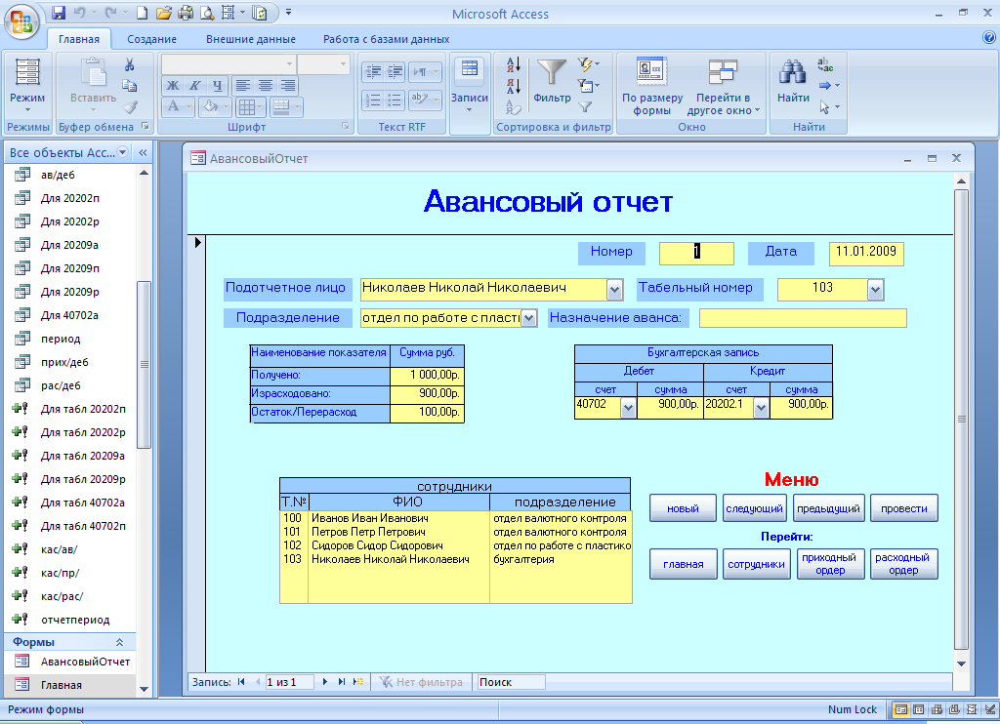 Microsoft Access
Главная Создание Внешние данные Работа с базами данных
Режим Вставить Ж К Ч А Записи Фильтр По размеру формы Перейти в другое окно Найти
Режимы Буфер обмена Шрифт Текст RTF Сортировка и фильтр Окно Найти
Все объекты Acc...
ав/деб
Для 20202п
Для 20202р
Для 20209а
Для 20209п
Для 20209р
Для 40702а
период
прих/деб
рас/деб
Для табл 20202п
Для табл 20202р
Для табл 20209а
Для табл 20209р
Для табл 40702а
Для табл 40702п
кас/ав/
кас/пр/
кас/рас/
отчетпериод
Формы
АвансовыйОтчет
Главная
АвансовыйОтчет
Авансовый отчет
Номер 1 Дата 11.01.2009
Подотчетное лицо Николаев Николай Николаевич Табельный номер 103
Подразделение отдел по работе с пласти Назначение аванса:
Наименование показателя Сумма руб.
Получено: 1 000,00р.
Израсходовано: 900,00р.
Остаток/Перерасход 100,00р.
Бухгалтерская запись
Дебет Кредит
счет сумма счет сумма
40702 900,00р. 20202.1 900,00р.
сотрудники
Т.№ ФИО подразделение
100 Иванов Иван Иванович отдел валютного контроля
101 Петров Петр Петрович отдел валютного контроля
102 Сидоров Сидор Сидорович отдел по работе с пластико
103 Николаев Николай Николаевич бухгалтерия
Меню
новый следующий предыдущий провести
Перейти:
главная сотрудники приходный ордер расходный ордер
Запись: 1 из 1 Нет фильтра Поиск
Режим формы Num Lock